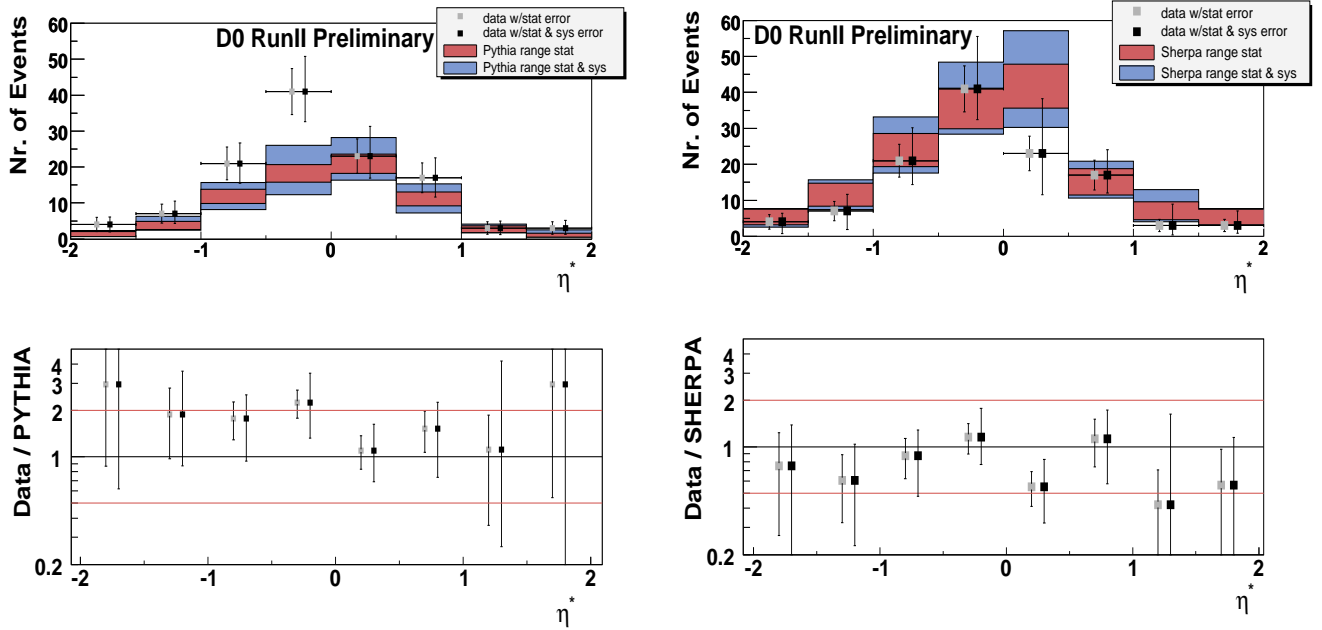 D0 RunII Preliminary
data w/stat error
data w/stat & sys error
Pythia range stat
Pythia range stat & sys
Nr. of Events
60
50
40
30
20
10
0
-2 -1 0 1 2
η*
D0 RunII Preliminary
data w/stat error
data w/stat & sys error
Sherpa range stat
Sherpa range stat & sys
Nr. of Events
60
50
40
30
20
10
0
-2 -1 0 1 2
η*
Data / PYTHIA
4
3
2
1
0.2
-2 -1 0 1 2
η*
Data / SHERPA
4
3
2
1
0.2
-2 -1 0 1 2
η*